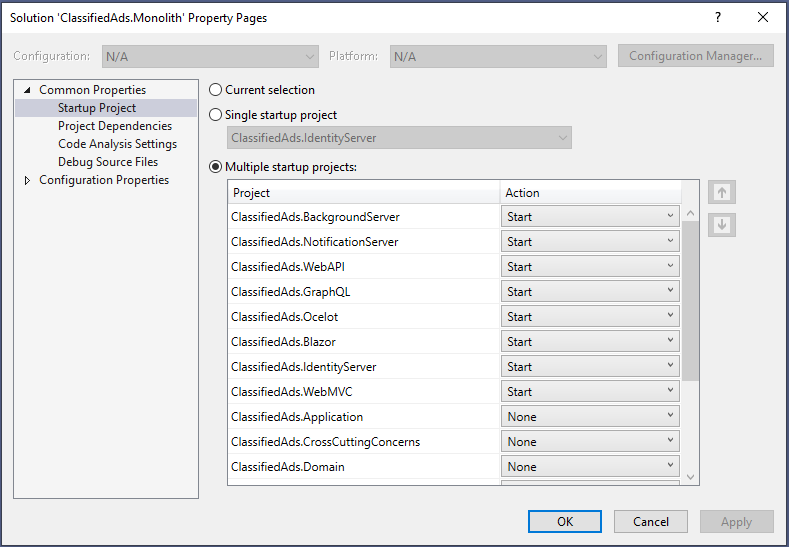 Solution 'ClassifiedAds.Monolith' Property Pages
Configuration: N/A Platform: N/A Configuration Manager...
Common Properties
Startup Project
Project Dependencies
Code Analysis Settings
Debug Source Files
Configuration Properties
Current selection
Single startup project
ClassifiedAds.IdentityServer
Multiple startup projects:
Project Action
ClassifiedAds.BackgroundServer Start
ClassifiedAds.NotificationServer Start
ClassifiedAds.WebAPI Start
ClassifiedAds.GraphQL Start
ClassifiedAds.Ocelot Start
ClassifiedAds.Blazor Start
ClassifiedAds.IdentityServer Start
ClassifiedAds.WebMVC Start
ClassifiedAds.Application None
ClassifiedAds.CrossCuttingConcerns None
ClassifiedAds.Domain None
OK Cancel Apply